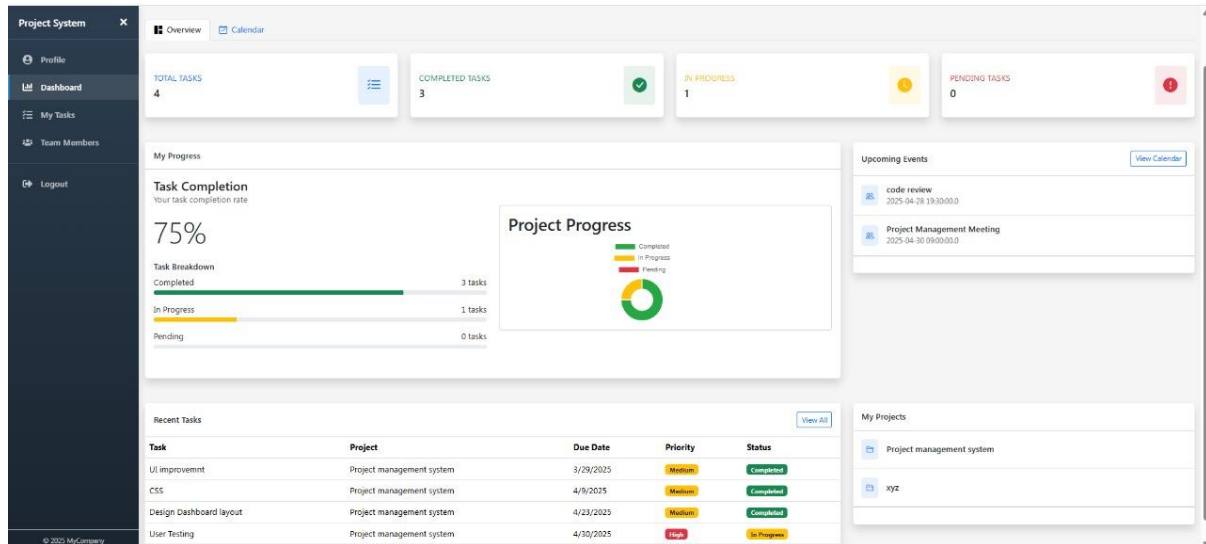 Project System ×
Profile
Dashboard
My Tasks
Team Members
Logout
© 2025 MyCompany
Overview Calendar
TOTAL TASKS
4
COMPLETED TASKS
3
IN PROGRESS
1
PENDING TASKS
0
My Progress
Task Completion
Your task completion rate
75%
Task Breakdown
Completed 3 tasks
In Progress 1 tasks
Pending 0 tasks
Project Progress
Completed
In Progress
Pending
Upcoming Events View Calendar
code review
2025-04-28 19:30:00.0
Project Management Meeting
2025-04-30 09:00:00.0
Recent Tasks View All
Task Project Due Date Priority Status
UI improvemnt Project management system 3/29/2025 Medium Completed
CSS Project management system 4/9/2025 Medium Completed
Design Dashboard layout Project management system 4/23/2025 Medium Completed
User Testing Project management system 4/30/2025 High In Progress
My Projects
Project management system
xyz